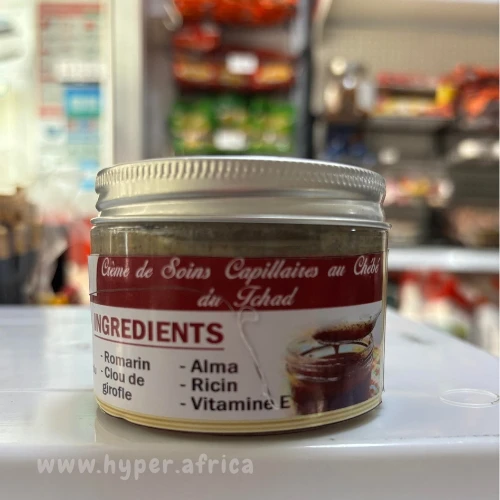 Crème de Soins Capillaires au Chébé
du Tchad
INGREDIENTS
- Romarin
- Clou de
girofle
- Alma
- Ricin
- Vitamine E
www.hyper.africa